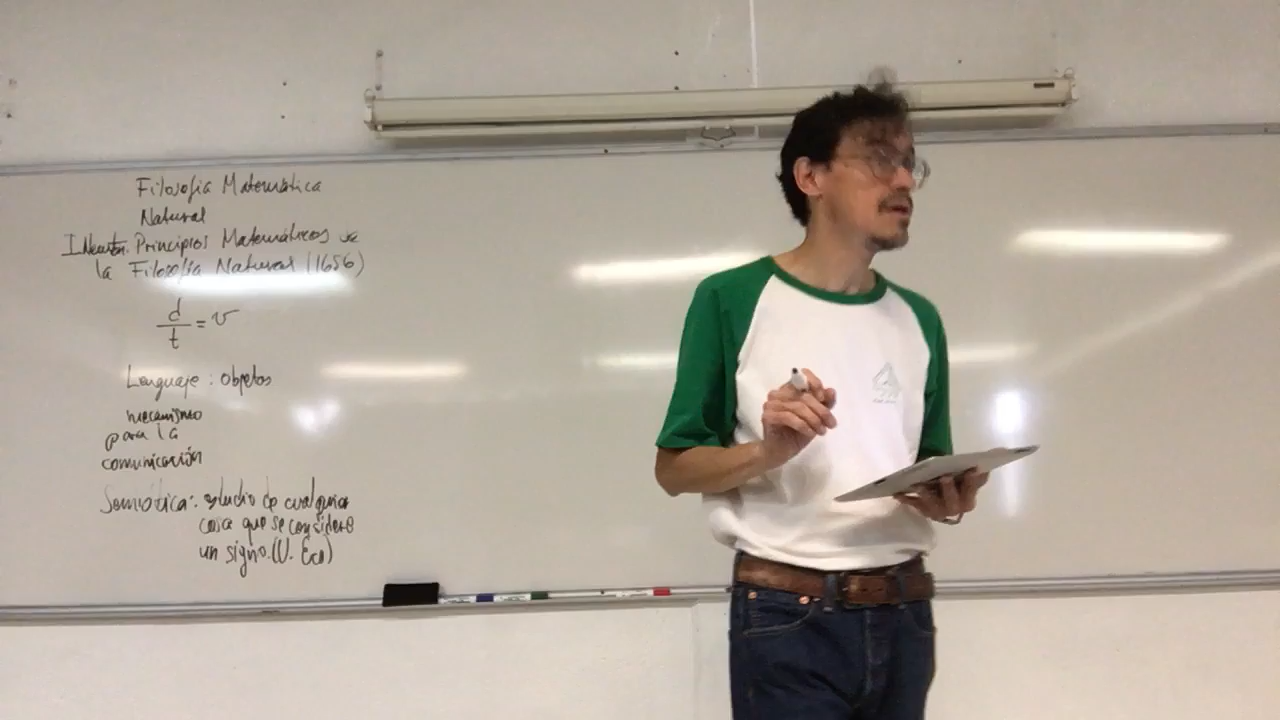 Filosofía Matemática
Natural
I. Newton: Principios Matemáticos de
la Filosofía Natural (1656)
d
t
= v
Lenguaje : objetos
mecanismo
para la
comunicación
Semiótica: estudio de cualquier
cosa que se considere
un signo. (U. Eco)